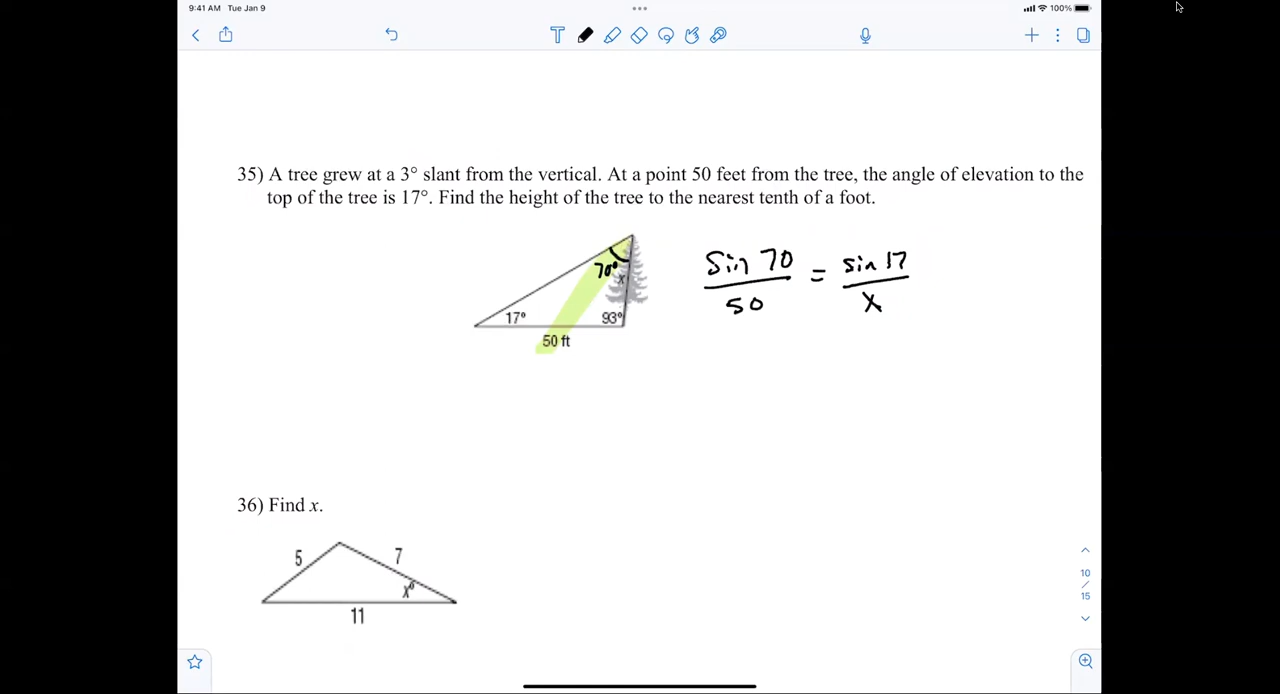 9:41 AM Tue Jan 9
100%
35) A tree grew at a 3° slant from the vertical. At a point 50 feet from the tree, the angle of elevation to the
top of the tree is 17°. Find the height of the tree to the nearest tenth of a foot.
70°
x
17°
93°
50 ft
Sin 70 = sin 17
50 x
36) Find x.
5
7
x°
11
10
/
15